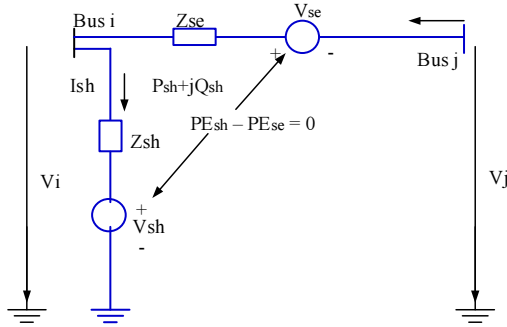 Bus i
Zse
Vse
+ -
Bus j
Ish
Psh+jQsh
PEsh – PEse = 0
Zsh
Vi
Vj
+
Vsh
-